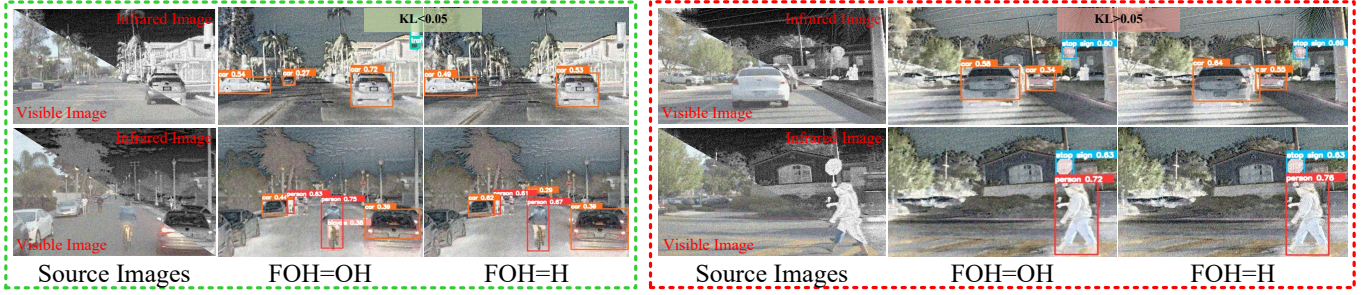 KL<0.05
Infrared Image
Visible Image
car 0.54
car 0.27
car 0.72
car 0.49
car 0.53
Infrared Image
Visible Image
car 0.44
person 0.63
person 0.75
car 0.39
car 0.62
person 0.61
0.29
person 0.67
car 0.39
Source Images
FOH=OH
FOH=H
KL>0.05
Infrared Image
Visible Image
car 0.58
car 0.34
stop sign 0.60
car 0.64
car 0.55
stop sign 0.69
Infrared Image
Visible Image
stop sign 0.63
person 0.72
stop sign 0.63
person 0.76
Source Images
FOH=OH
FOH=H